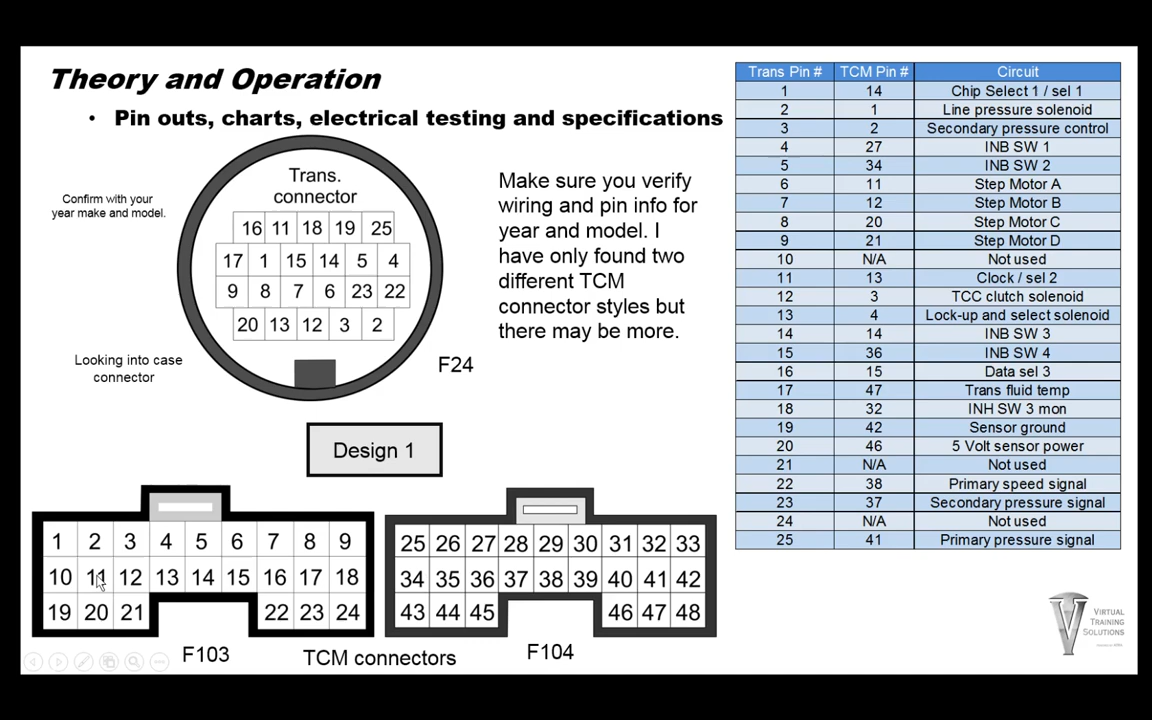 Theory and Operation
• Pin outs, charts, electrical testing and specifications
Confirm with your
year make and model.
Trans.
connector
16 11 18 19 25
17 1 15 14 5 4
9 8 7 6 23 22
20 13 12 3 2
Looking into case
connector
F24
Make sure you verify
wiring and pin info for
year and model. I
have only found two
different TCM
connector styles but
there may be more.
Design 1
1 2 3 4 5 6 7 8 9
10 11 12 13 14 15 16 17 18
19 20 21 22 23 24
F103
TCM connectors
25 26 27 28 29 30 31 32 33
34 35 36 37 38 39 40 41 42
43 44 45 46 47 48
F104
Trans Pin # TCM Pin # Circuit
1 14 Chip Select 1 / sel 1
2 1 Line pressure solenoid
3 2 Secondary pressure control
4 27 INB SW 1
5 34 INB SW 2
6 11 Step Motor A
7 12 Step Motor B
8 20 Step Motor C
9 21 Step Motor D
10 N/A Not used
11 13 Clock / sel 2
12 3 TCC clutch solenoid
13 4 Lock-up and select solenoid
14 14 INB SW 3
15 36 INB SW 4
16 15 Data sel 3
17 47 Trans fluid temp
18 32 INH SW 3 mon
19 42 Sensor ground
20 46 5 Volt sensor power
21 N/A Not used
22 38 Primary speed signal
23 37 Secondary pressure signal
24 N/A Not used
25 41 Primary pressure signal
VIRTUAL
TRAINING
SOLUTIONS